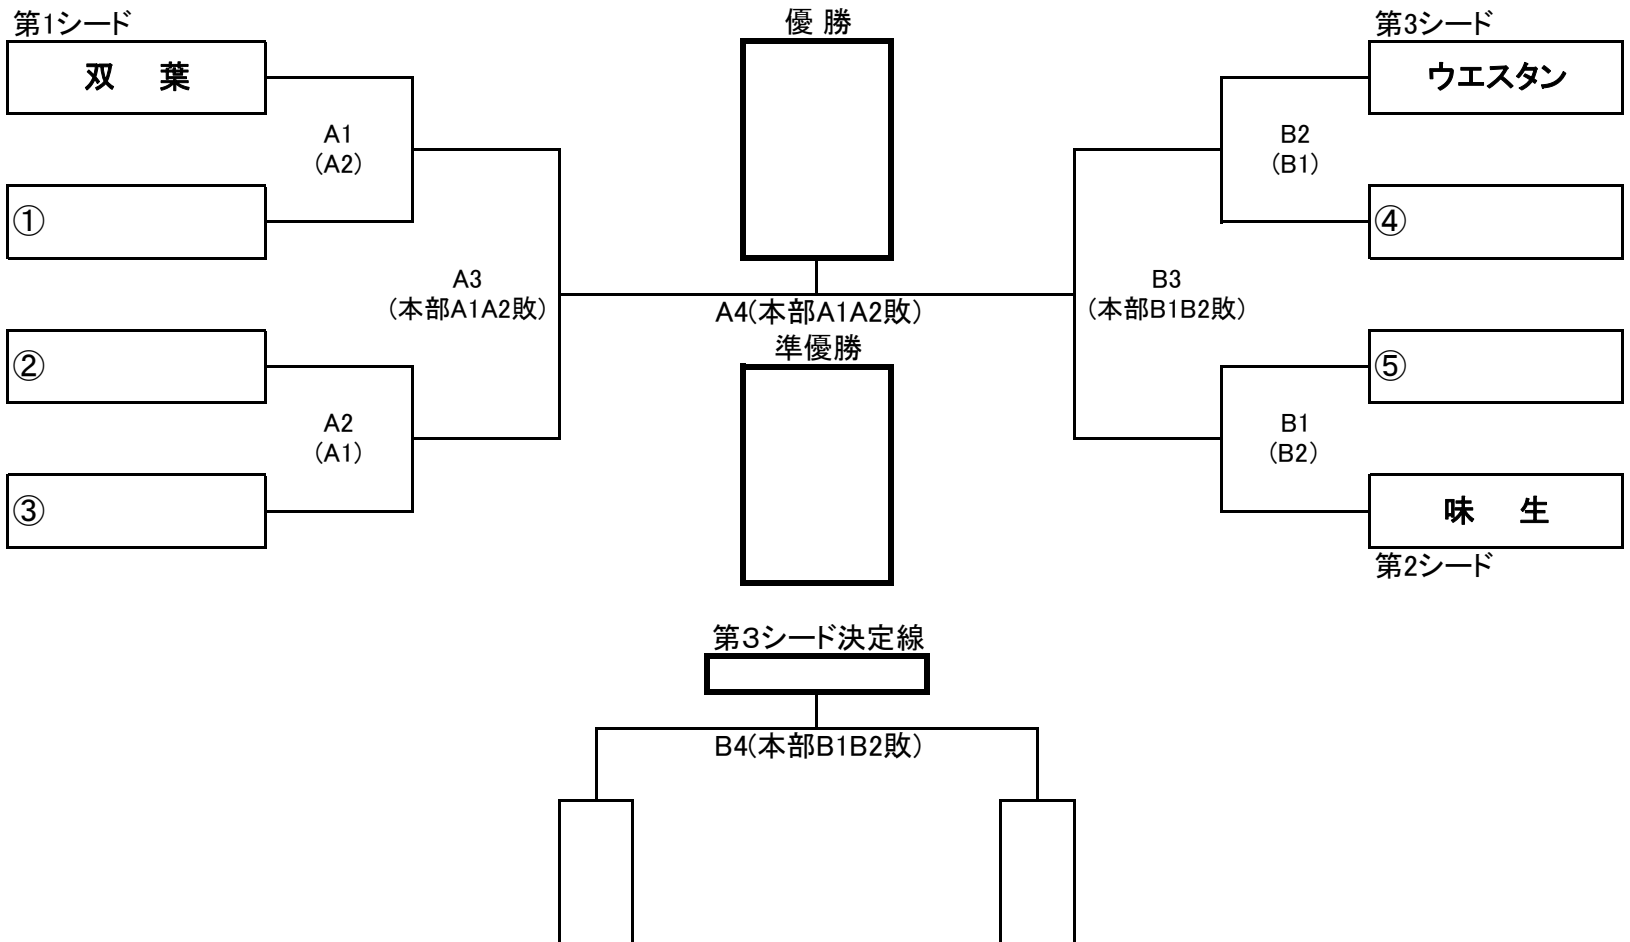 第1シード
優 勝
第3シード
双 葉
ウエスタン
A1
(A2)
B2
(B1)
①
④
A3
(本部A1A2敗)
A4(本部A1A2敗)
B3
(本部B1B2敗)
準優勝
②
⑤
A2
(A1)
B1
(B2)
③
味 生
第2シード
第3シード決定線
B4(本部B1B2敗)